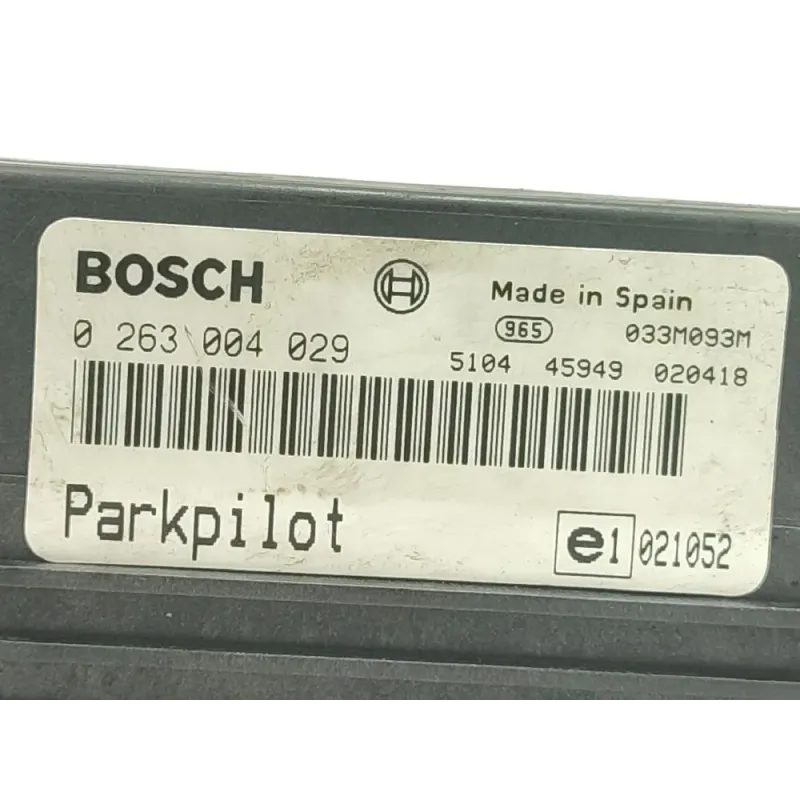 BOSCH
Made in Spain
0 263 004 029
965 033M093M
5104 45949 020418
Parkpilot
e1 021052